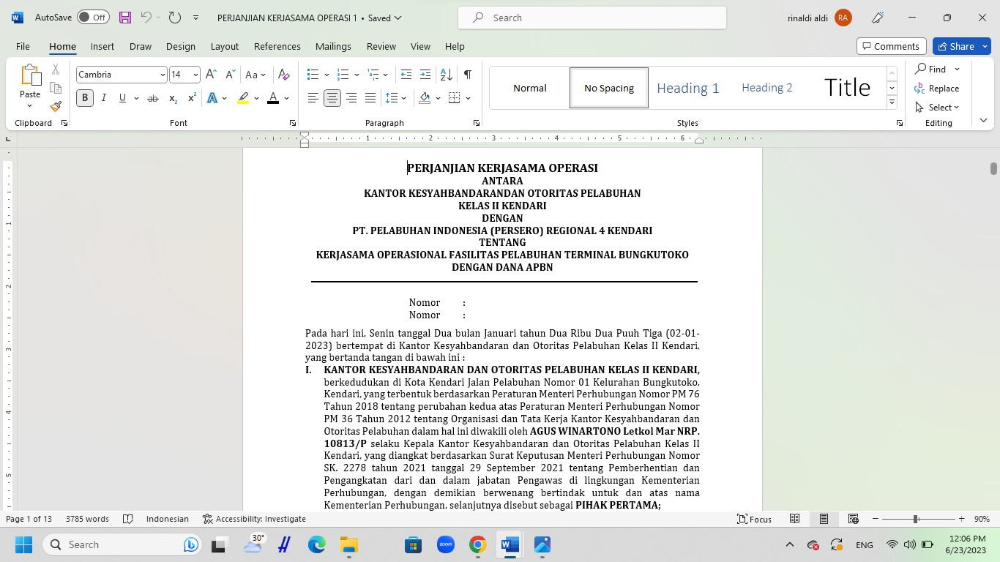 AutoSave Off PERJANJIAN KERJASAMA OPERASI 1 • Saved Search rinaldi aldi RA
File Home Insert Draw Design Layout References Mailings Review View Help Comments Share
Paste
Clipboard
Cambria 14
Font
Paragraph
Normal No Spacing Heading 1 Heading 2 Title
Styles
Find
Replace
Select
Editing
1 2 3 4 5 6
PERJANJIAN KERJASAMA OPERASI
ANTARA
KANTOR KESYAHBANDARANDAN OTORITAS PELABUHAN
KELAS II KENDARI
DENGAN
PT. PELABUHAN INDONESIA (PERSERO) REGIONAL 4 KENDARI
TENTANG
KERJASAMA OPERASIONAL FASILITAS PELABUHAN TERMINAL BUNGKUTOKO
DENGAN DANA APBN
Nomor :
Nomor :
Pada hari ini, Senin tanggal Dua bulan Januari tahun Dua Ribu Dua Puuh Tiga (02-01-
2023) bertempat di Kantor Kesyahbandaran dan Otoritas Pelabuhan Kelas II Kendari,
yang bertanda tangan di bawah ini :
I. KANTOR KESYAHBANDARAN DAN OTORITAS PELABUHAN KELAS II KENDARI,
berkedudukan di Kota Kendari Jalan Pelabuhan Nomor 01 Kelurahan Bungkutoko,
Kendari, yang terbentuk berdasarkan Peraturan Menteri Perhubungan Nomor PM 76
Tahun 2018 tentang perubahan kedua atas Peraturan Menteri Perhubungan Nomor
PM 36 Tahun 2012 tentang Organisasi dan Tata Kerja Kantor Kesyahbandaran dan
Otoritas Pelabuhan dalam hal ini diwakili oleh AGUS WINARTONO Letkol Mar NRP.
10813/P selaku Kepala Kantor Kesyahbandaran dan Otoritas Pelabuhan Kelas II
Kendari, yang diangkat berdasarkan Surat Keputusan Menteri Perhubungan Nomor
SK. 2278 tahun 2021 tanggal 29 September 2021 tentang Pemberhentian dan
Pengangkatan dari dan dalam jabatan Pengawas di lingkungan Kementerian
Perhubungan, dengan demikian berwenang bertindak untuk dan atas nama
Kementerian Perhubungan, selanjutnya disebut sebagai PIHAK PERTAMA;
Page 1 of 13 3785 words Indonesian Accessibility: Investigate Focus 90%
Search 30° zoom ENG 12:06 PM
6/23/2023